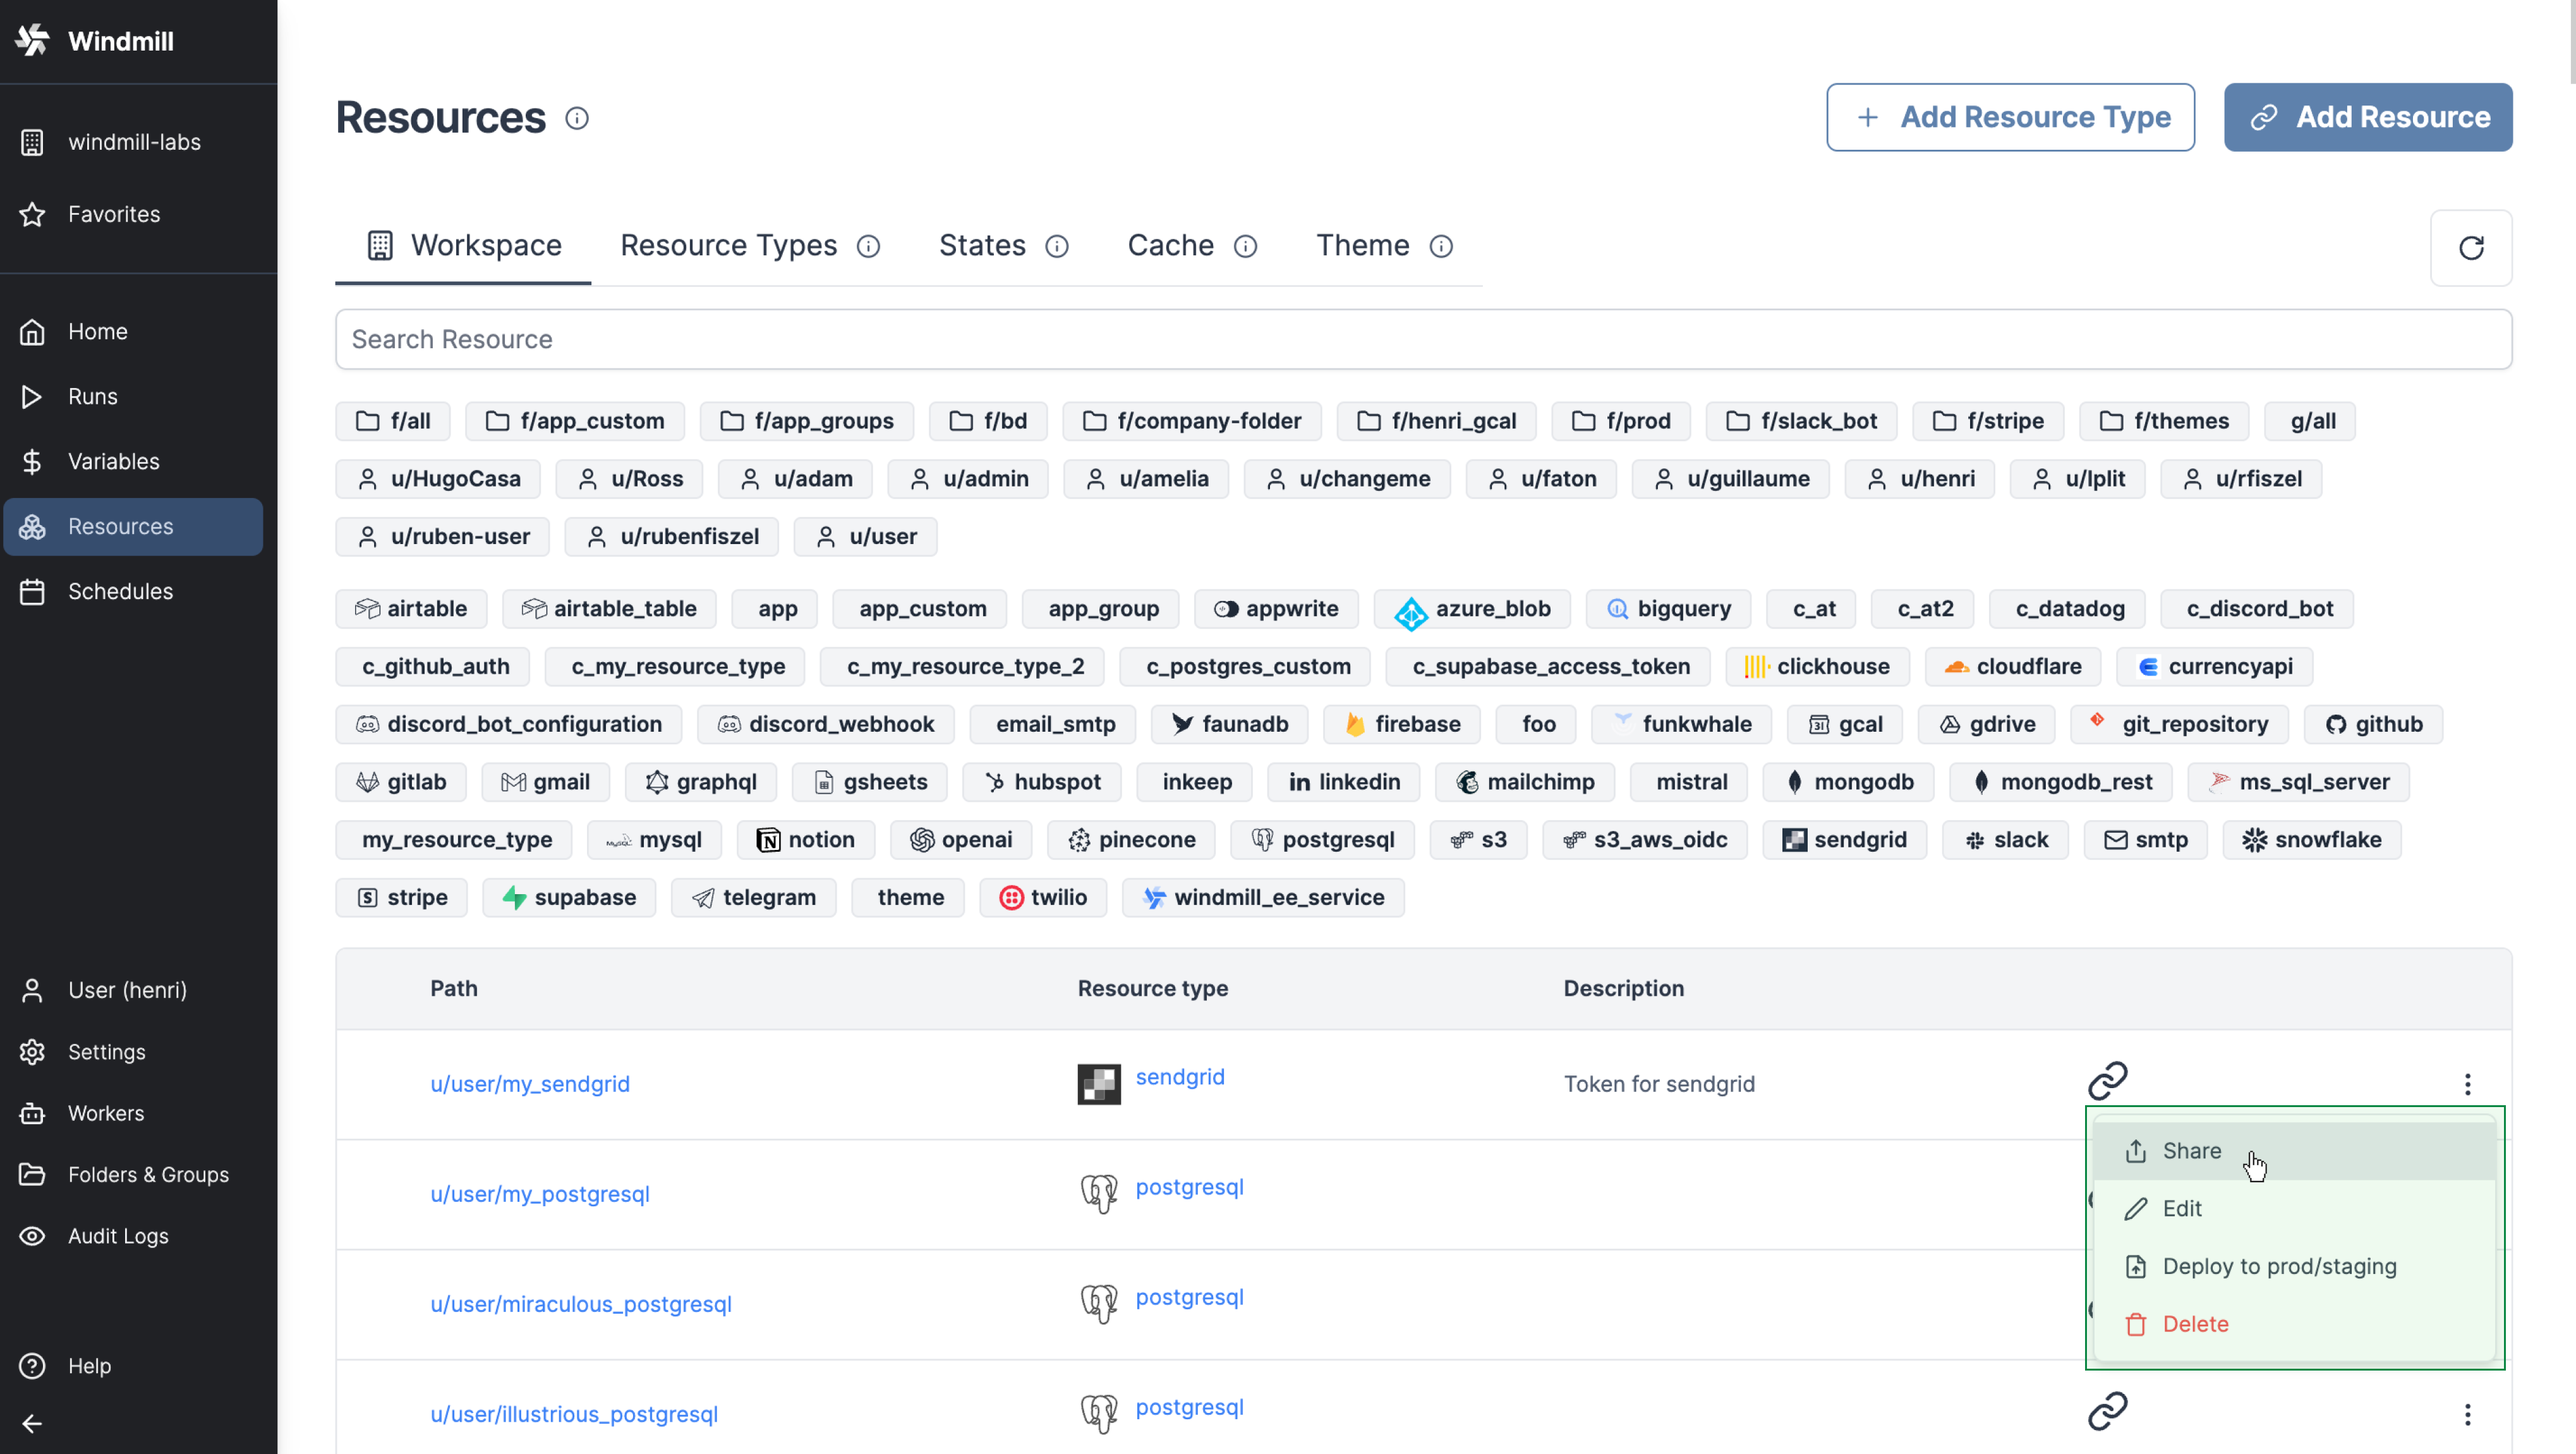 Windmill
windmill-labs
Favorites
Home
Runs
Variables
Resources
Schedules
User (henri)
Settings
Workers
Folders & Groups
Audit Logs
Help
Resources
Add Resource Type
Add Resource
Workspace Resource Types States Cache Theme
Search Resource
f/all f/app_custom f/app_groups f/bd f/company-folder f/henri_gcal f/prod f/slack_bot f/stripe f/themes g/all
u/HugoCasa u/Ross u/adam u/admin u/amelia u/changeme u/faton u/guillaume u/henri u/lplit u/rfiszel
u/ruben-user u/rubenfiszel u/user
airtable airtable_table app app_custom app_group appwrite azure_blob bigquery c_at c_at2 c_datadog c_discord_bot
c_github_auth c_my_resource_type c_my_resource_type_2 c_postgres_custom c_supabase_access_token clickhouse cloudflare currencyapi
discord_bot_configuration discord_webhook email_smtp faunadb firebase foo funkwhale gcal gdrive git_repository github
gitlab gmail graphql gsheets hubspot inkeep linkedin mailchimp mistral mongodb mongodb_rest ms_sql_server
my_resource_type mysql notion openai pinecone postgresql s3 s3_aws_oidc sendgrid slack smtp snowflake
stripe supabase telegram theme twilio windmill_ee_service
Path Resource type Description
u/user/my_sendgrid sendgrid Token for sendgrid
u/user/my_postgresql postgresql
u/user/miraculous_postgresql postgresql
u/user/illustrious_postgresql postgresql
Share
Edit
Deploy to prod/staging
Delete